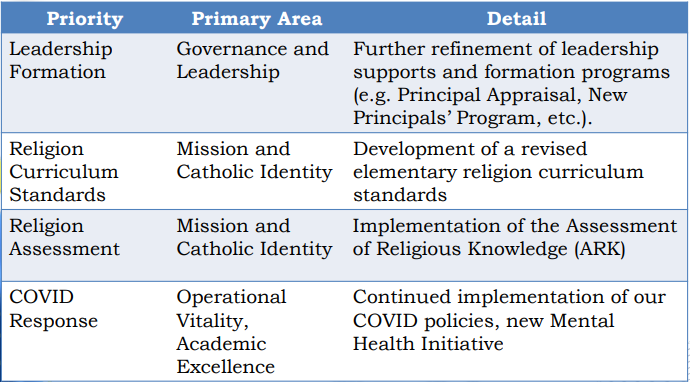 Priority
Primary Area
Detail
Leadership
Formation
Governance and
Leadership
Further refinement of leadership
supports and formation programs
(e.g. Principal Appraisal, New
Principals’ Program, etc.).
Religion
Curriculum
Standards
Mission and
Catholic Identity
Development of a revised
elementary religion curriculum
standards
Religion
Assessment
Mission and
Catholic Identity
Implementation of the Assessment
of Religious Knowledge (ARK)
COVID
Response
Operational
Vitality,
Academic
Excellence
Continued implementation of our
COVID policies, new Mental
Health Initiative